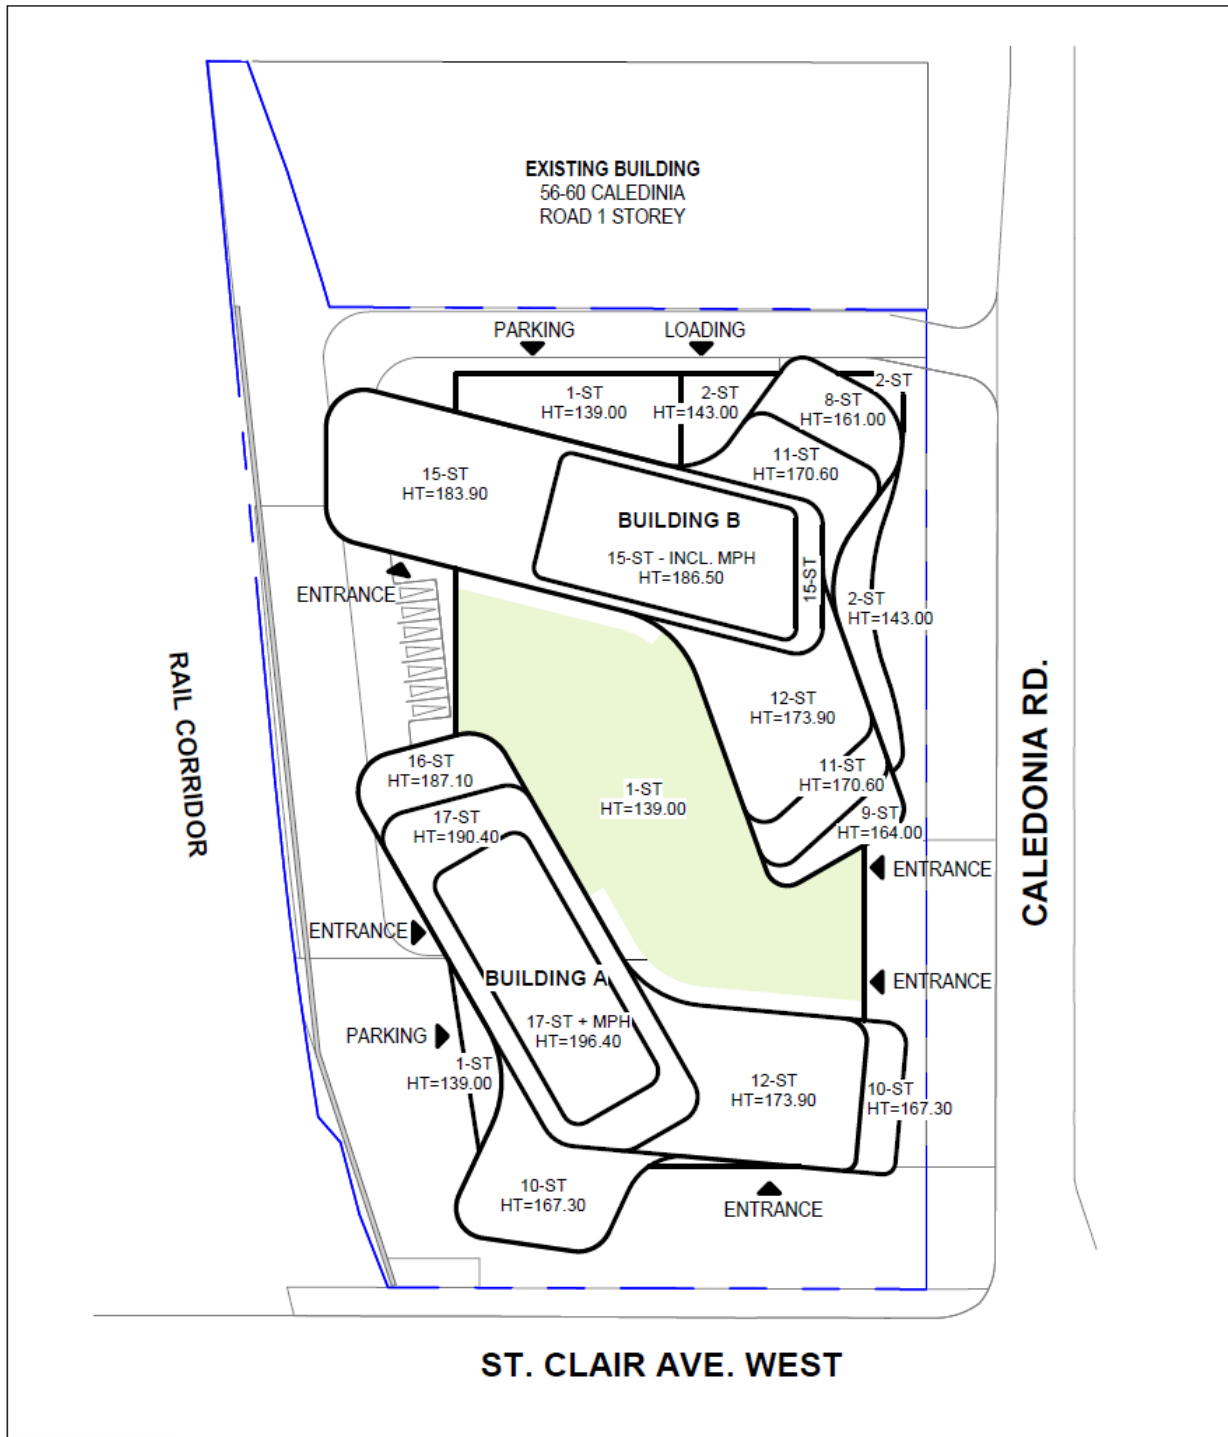 EXISTING BUILDING
56-60 CALEDINIA
ROAD 1 STOREY
PARKING
LOADING
1-ST
HT=139.00
2-ST
HT=143.00
2-ST
8-ST
HT=161.00
11-ST
HT=170.60
15-ST
HT=183.90
BUILDING B
15-ST - INCL. MPH
HT=186.50
15-ST
ENTRANCE
2-ST
HT=143.00
RAIL CORRIDOR
CALEDONIA RD.
12-ST
HT=173.90
16-ST
HT=187.10
11-ST
HT=170.60
1-ST
HT=139.00
17-ST
HT=190.40
9-ST
HT=164.00
ENTRANCE
ENTRANCE
BUILDING A
ENTRANCE
17-ST + MPH
HT=196.40
PARKING
1-ST
HT=139.00
12-ST
HT=173.90
10-ST
HT=167.30
10-ST
HT=167.30
ENTRANCE
ST. CLAIR AVE. WEST